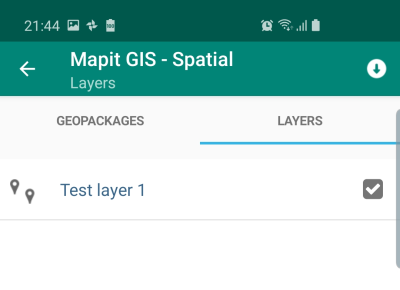 21:44
Mapit GIS - Spatial
Layers
GEOPACKAGES LAYERS
Test layer 1